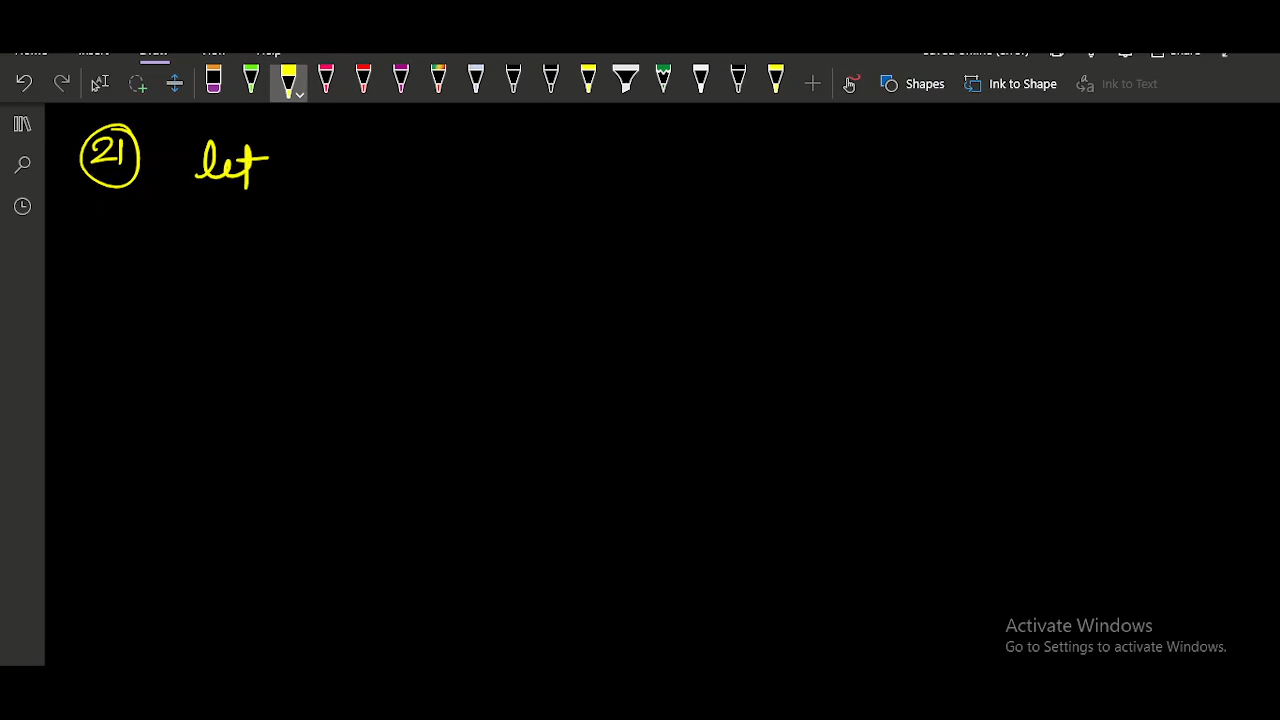 Shapes Ink to Shape Ink to Text
21 let
Activate Windows
Go to Settings to activate Windows.